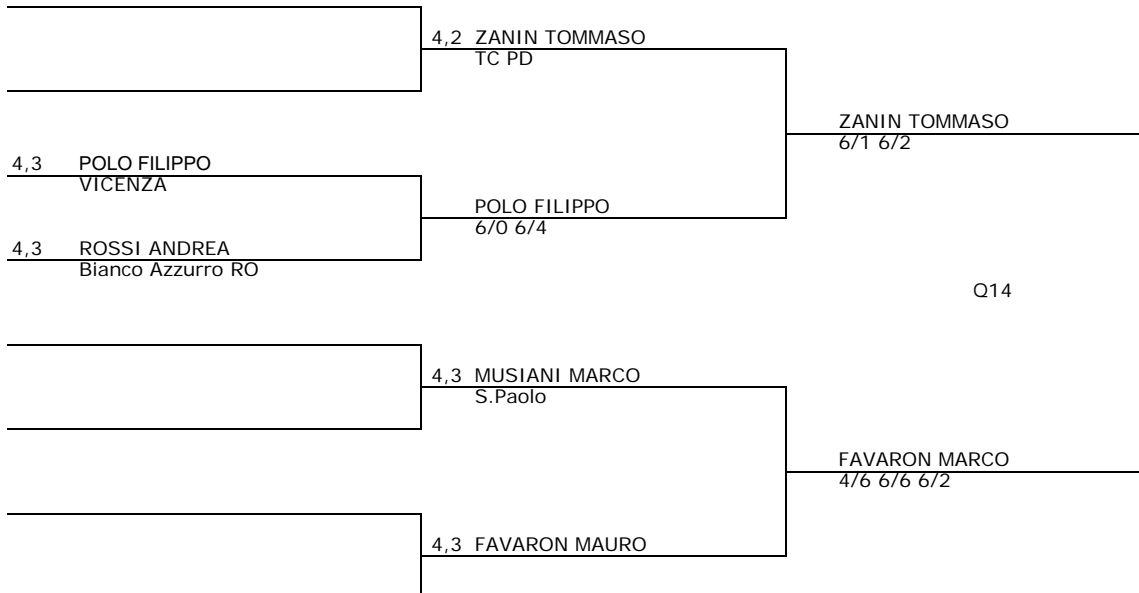 4,2 ZANIN TOMMASO
TC PD
ZANIN TOMMASO
6/1 6/2
4,3 POLO FILIPPO
VICENZA
POLO FILIPPO
6/0 6/4
4,3 ROSSI ANDREA
Bianco Azzurro RO
Q14
4,3 MUSIANI MARCO
S.Paolo
FAVARON MARCO
4/6 6/6 6/2
4,3 FAVARON MAURO